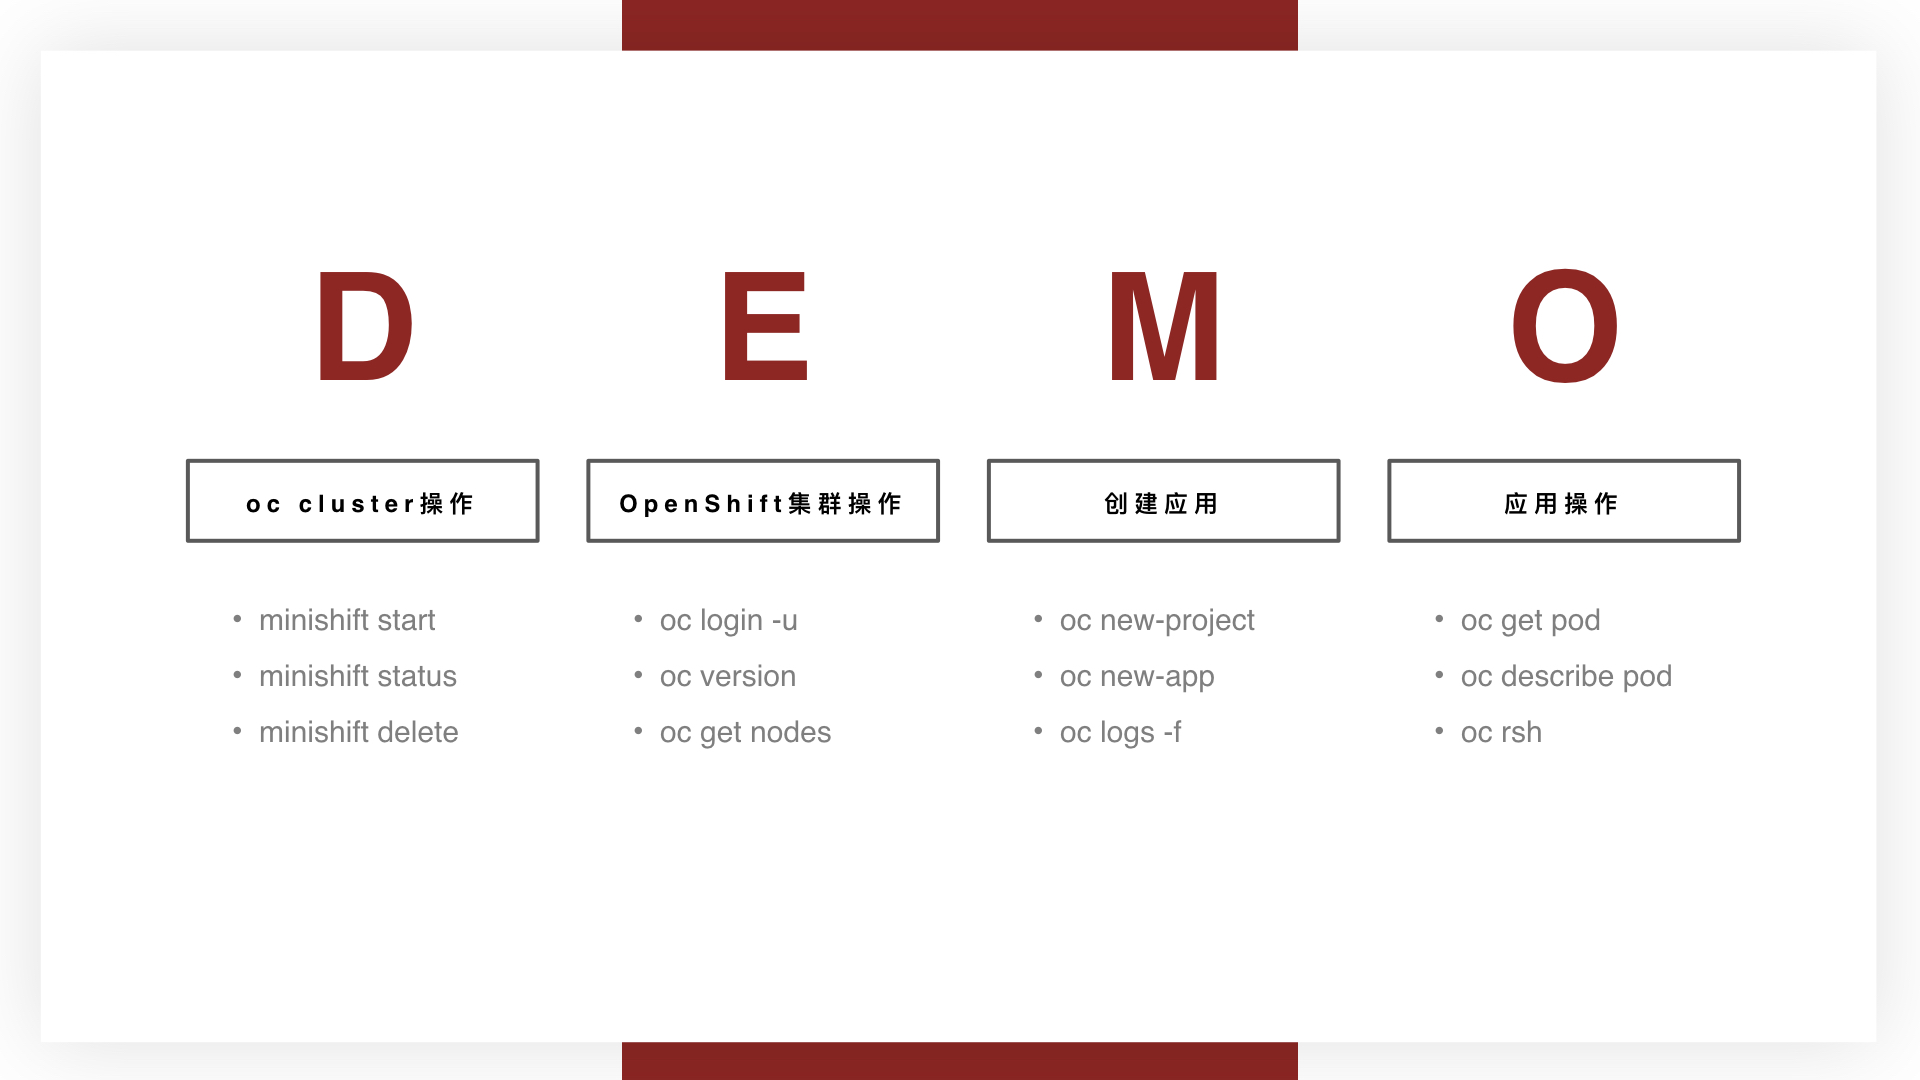 D E M O
oc cluster操作
minishift start
minishift status
minishift delete
OpenShift集群操作
oc login -u
oc version
oc get nodes
创建应用
oc new-project
oc new-app
oc logs -f
应用操作
oc get pod
oc describe pod
oc rsh